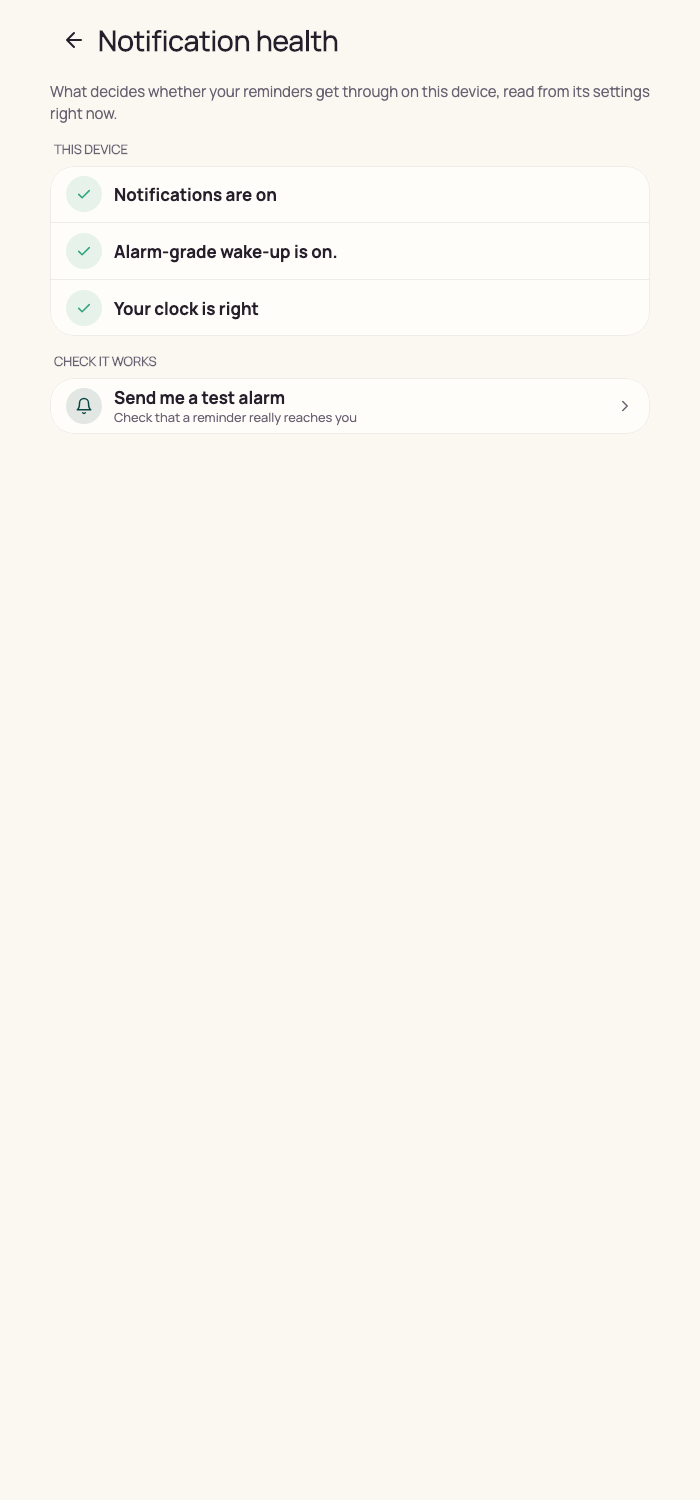 Notification health
What decides whether your reminders get through on this device, read from its settings
right now.
THIS DEVICE
Notifications are on
Alarm-grade wake-up is on.
Your clock is right
CHECK IT WORKS
Send me a test alarm
Check that a reminder really reaches you